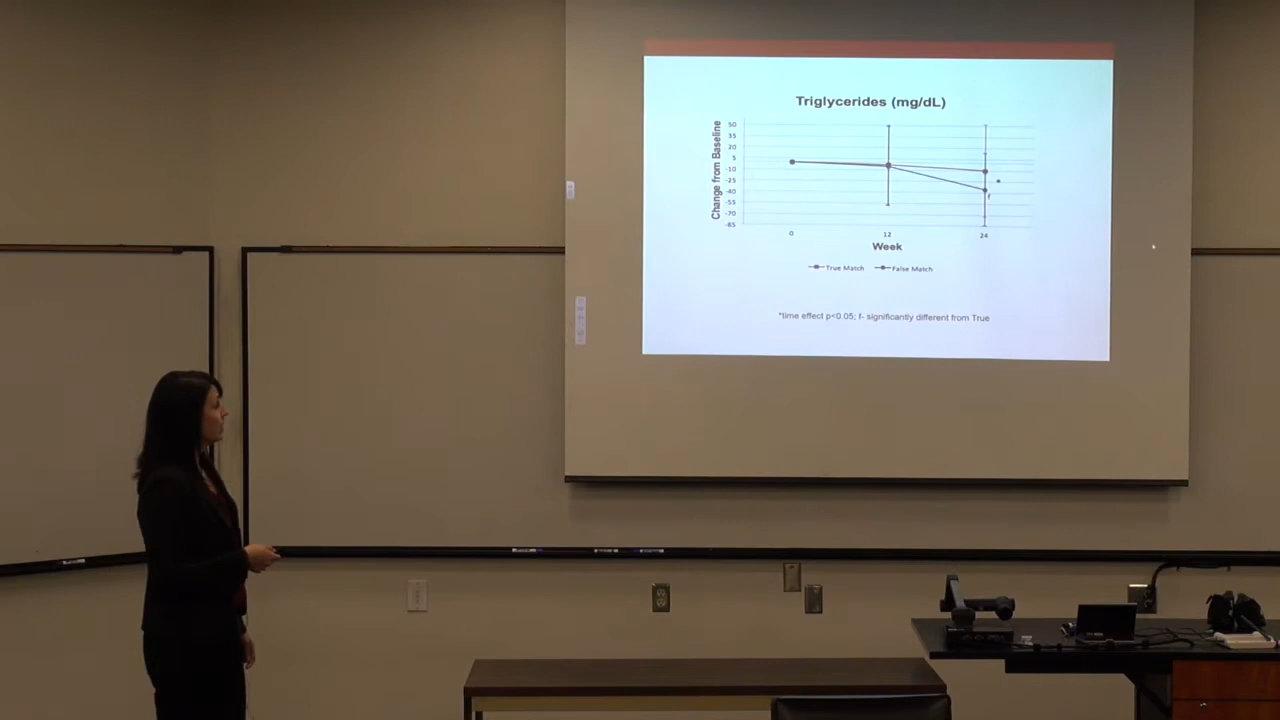 Triglycerides (mg/dL)
Change from Baseline
50
35
20
5
-10
-25
-40
-55
-70
-85
*
f
0 12 24
Week
True Match False Match
*time effect p<0.05; f- significantly different from True